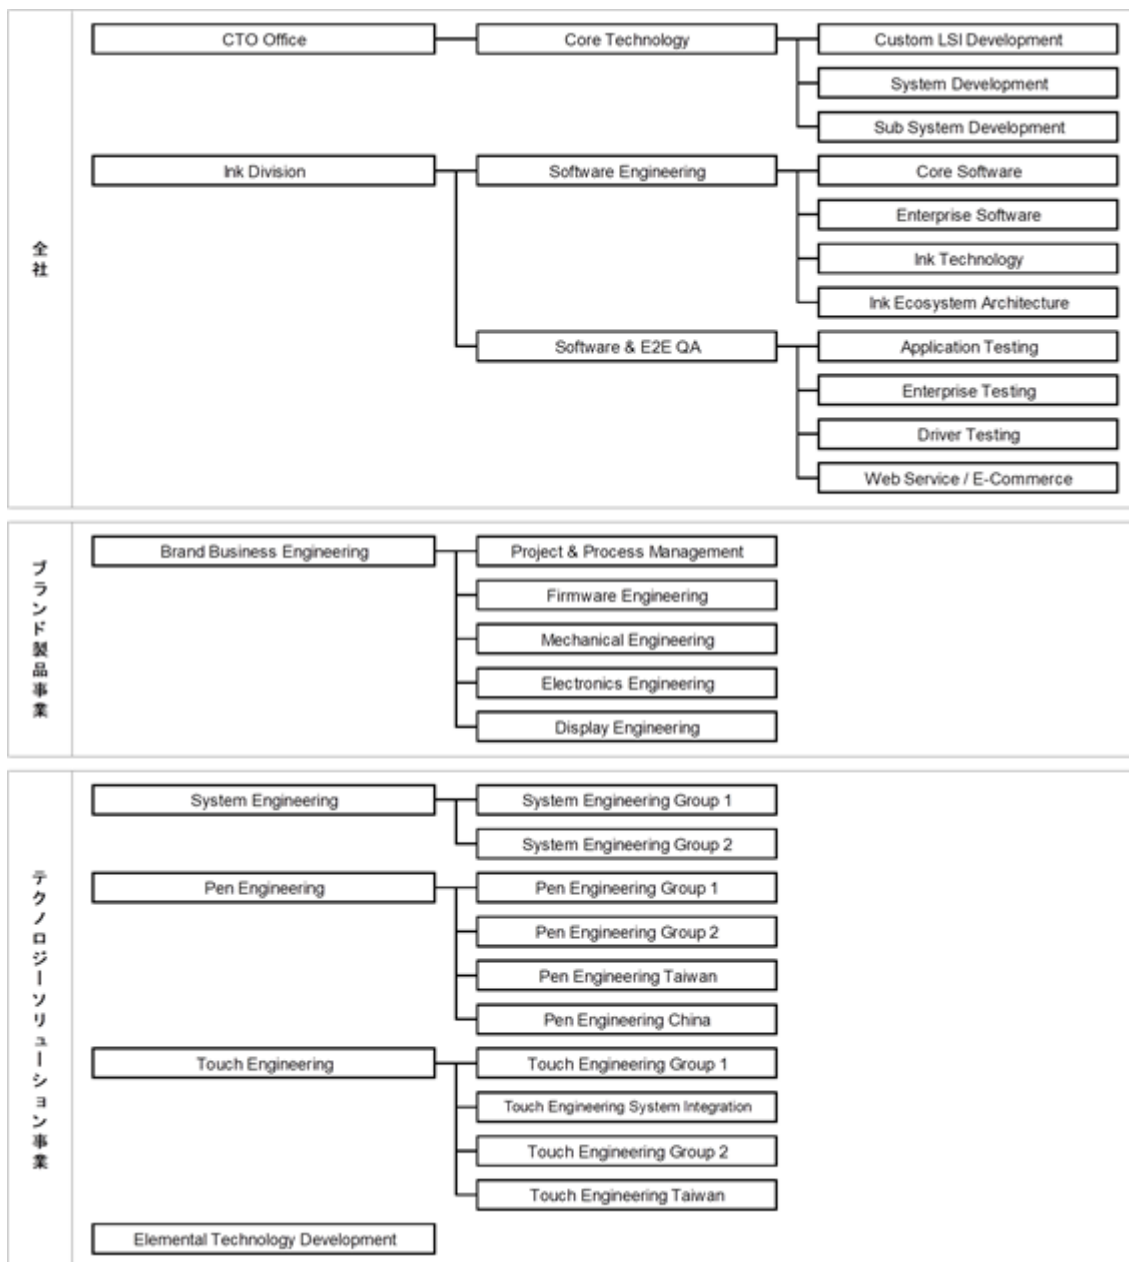 全社
CTO Office
Core Technology
Custom LSI Development
System Development
Sub System Development
Ink Division
Software Engineering
Core Software
Enterprise Software
Ink Technology
Ink Ecosystem Architecture
Software & E2E QA
Application Testing
Enterprise Testing
Driver Testing
Web Service / E-Commerce
ブランド製品事業
Brand Business Engineering
Project & Process Management
Firmware Engineering
Mechanical Engineering
Electronics Engineering
Display Engineering
テクノロジーソリューション事業
System Engineering
System Engineering Group 1
System Engineering Group 2
Pen Engineering
Pen Engineering Group 1
Pen Engineering Group 2
Pen Engineering Taiwan
Pen Engineering China
Touch Engineering
Touch Engineering Group 1
Touch Engineering System Integration
Touch Engineering Group 2
Touch Engineering Taiwan
Elemental Technology Development